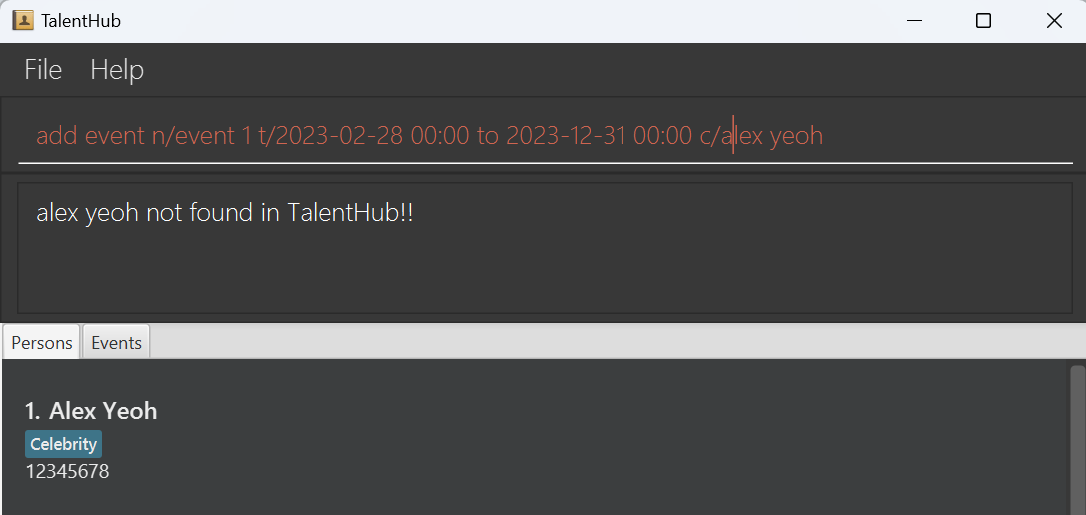 TalentHub
File Help
add event n/event 1 t/2023-02-28 00:00 to 2023-12-31 00:00 c/alex yeoh
alex yeoh not found in TalentHub!!
Persons Events
1. Alex Yeoh
Celebrity
12345678